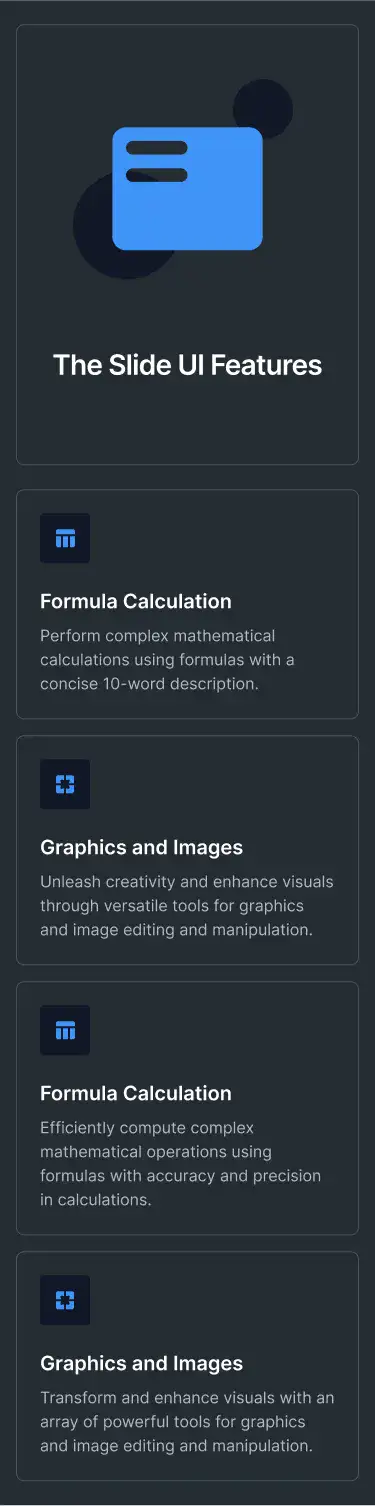 The Slide UI Features
Formula Calculation
Perform complex mathematical
calculations using formulas with a
concise 10-word description.
Graphics and Images
Unleash creativity and enhance visuals
through versatile tools for graphics
and image editing and manipulation.
Formula Calculation
Efficiently compute complex
mathematical operations using
formulas with accuracy and precision
in calculations.
Graphics and Images
Transform and enhance visuals with an
array of powerful tools for graphics
and image editing and manipulation.